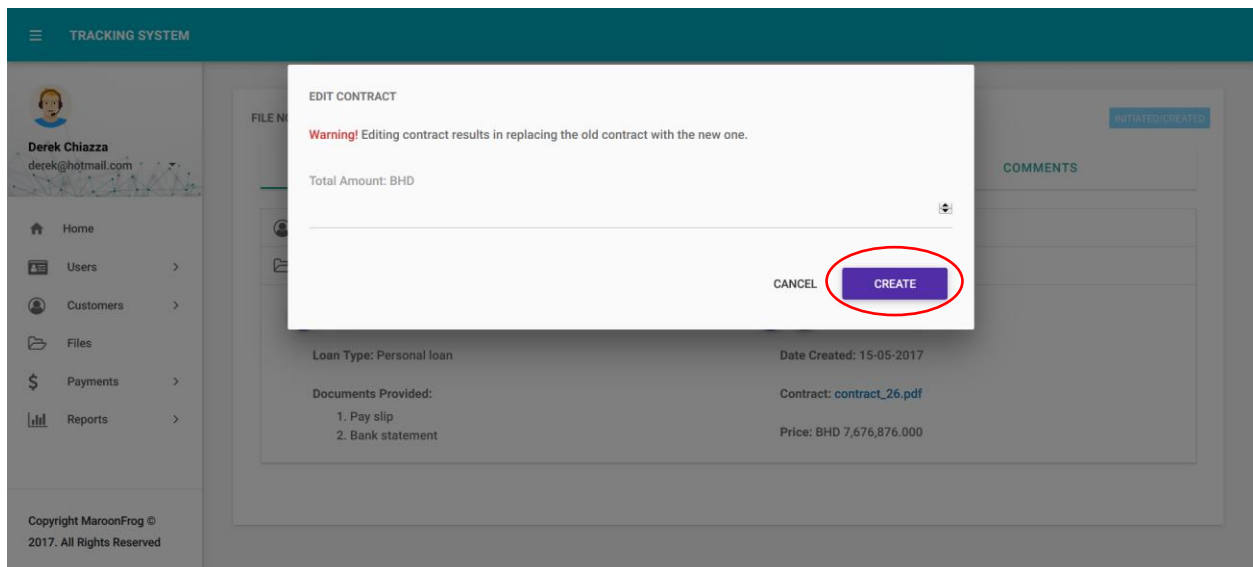 TRACKING SYSTEM
Derek Chiazza
derek@hotmail.com
Home
Users
Customers
Files
Payments
Reports
Copyright MaroonFrog ©
2017. All Rights Reserved
FILE N
INITIATED/CREATED
COMMENTS
EDIT CONTRACT
Warning! Editing contract results in replacing the old contract with the new one.
Total Amount: BHD
CANCEL
CREATE
Loan Type: Personal loan
Date Created: 15-05-2017
Documents Provided:
Contract: contract_26.pdf
1. Pay slip
2. Bank statement
Price: BHD 7,676,876.000